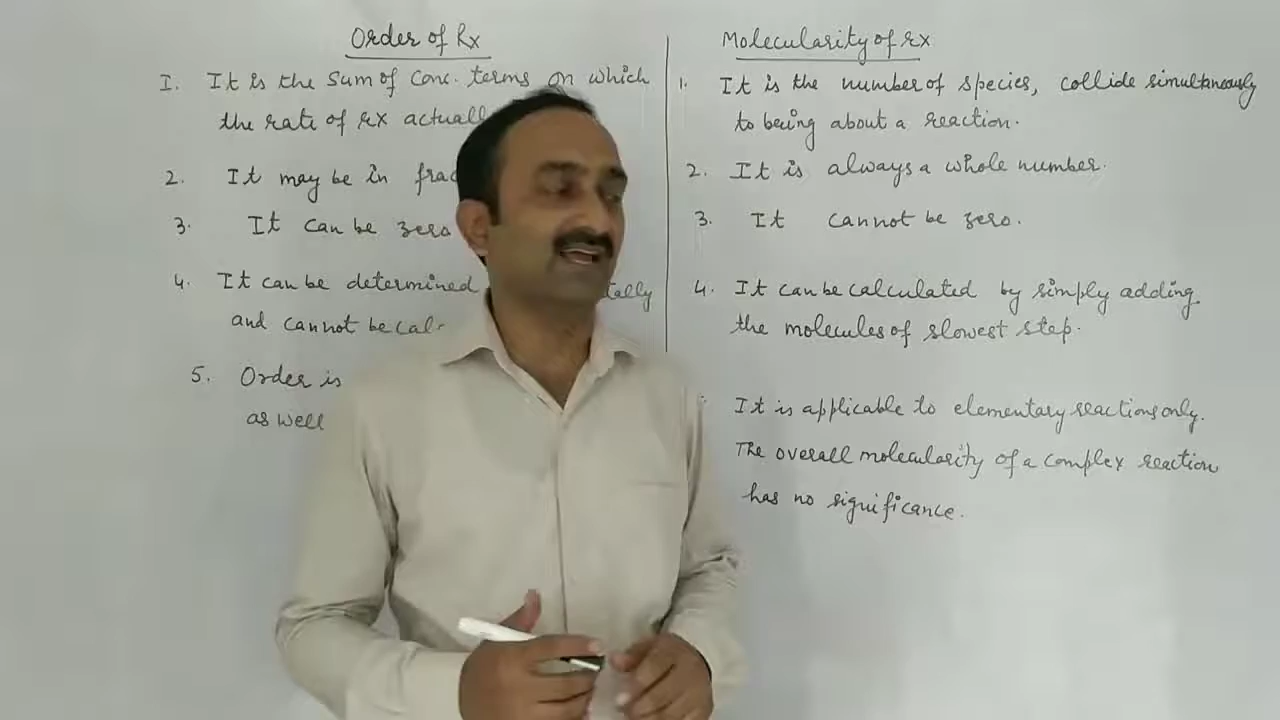 Order of Rx
1. It is the sum of conc. terms on which
the rate of rx
2. It may be in
3. It can be zero
4. It can be determined
and cannot be
5. Order is
as well
Molecularity of rx
1. It is the number of species, collide simultaneously
to being about a reaction.
2. It is always a whole number.
3. It cannot be zero.
4. It can be calculated by simply adding
the molecules of slowest step.
It is applicable to elementary reactions only.
The overall molecularity of a complex reaction
has no significance.